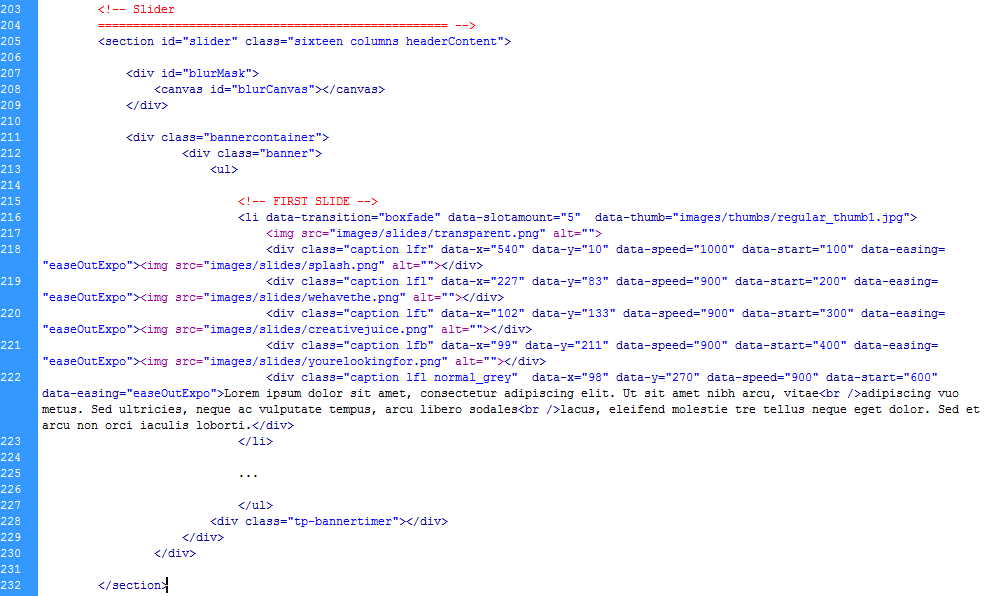 203 <!-- Slider
204 ================================================== -->
205 <section id="slider" class="sixteen columns headerContent">
206
207 <div id="blurMask">
208 <canvas id="blurCanvas"></canvas>
209 </div>
210
211 <div class="bannercontainer">
212 <div class="banner">
213 <ul>
214
215 <!-- FIRST SLIDE -->
216 <li data-transition="boxfade" data-slotamount="5"  data-thumb="images/thumbs/regular_thumb1.jpg">
217 <img src="images/slides/transparent.png" alt="">
218 <div class="caption lfr" data-x="540" data-y="10" data-speed="1000" data-start="100" data-easing=
"easeOutExpo"><img src="images/slides/splash.png" alt=""></div>
219 <div class="caption lfl" data-x="227" data-y="83" data-speed="900" data-start="200" data-easing=
"easeOutExpo"><img src="images/slides/wehavethe.png" alt=""></div>
220 <div class="caption lft" data-x="102" data-y="133" data-speed="900" data-start="300" data-easing=
"easeOutExpo"><img src="images/slides/creativejuice.png" alt=""></div>
221 <div class="caption lfb" data-x="99" data-y="211" data-speed="900" data-start="400" data-easing=
"easeOutExpo"><img src="images/slides/yourelookingfor.png" alt=""></div>
222 <div class="caption lfl normal_grey"  data-x="98" data-y="270" data-speed="900" data-start="600"
data-easing="easeOutExpo">Lorem ipsum dolor sit amet, consectetur adipiscing elit. Ut sit amet nibh arcu, vitae<br />adipiscing vuo
metus. Sed ultricies, neque ac vulputate tempus, arcu libero sodales<br />lacus, eleifend molestie tre tellus neque eget dolor. Sed et
arcu non orci iaculis loborti.</div>
223 </li>
224
225 ...
226
227 </ul>
228 <div class="tp-bannertimer"></div>
229 </div>
230 </div>
231
232 </section>